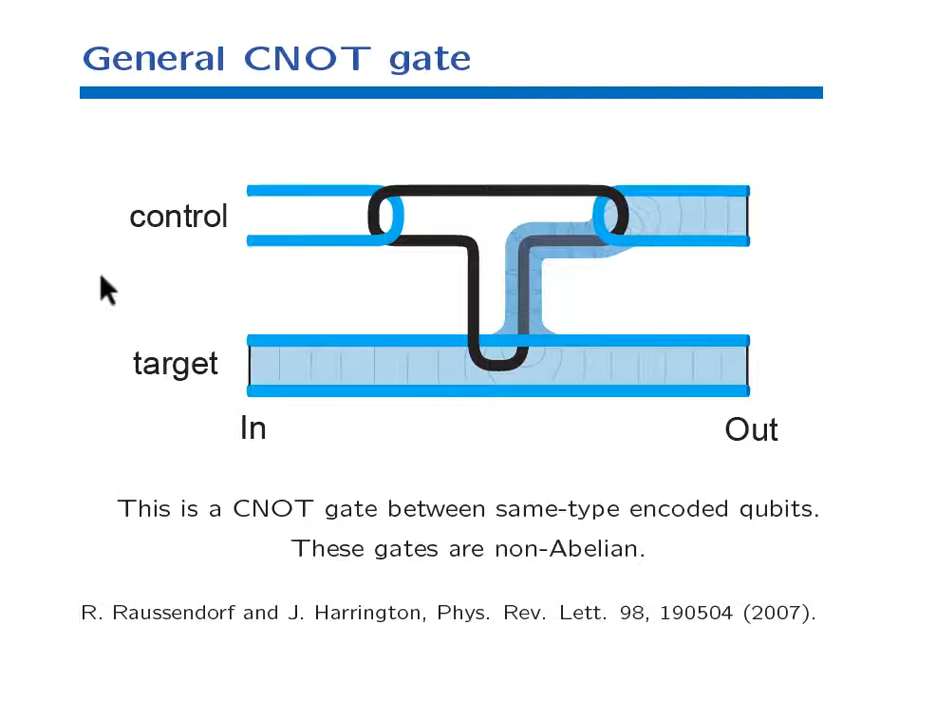 General CNOT gate
control
target
In
Out
This is a CNOT gate between same-type encoded qubits.
These gates are non-Abelian.
R. Raussendorf and J. Harrington, Phys. Rev. Lett. 98, 190504 (2007).